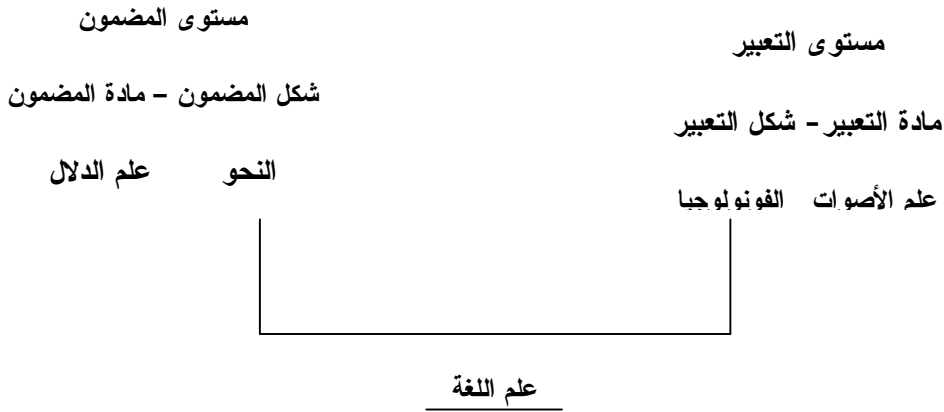 مستوى التعبير
مادة التعبير – شكل التعبير
علم الأصوات الفونولوجيا
مستوى المضمون
شكل المضمون – مادة المضمون
النحو علم الدلال
علم اللغة